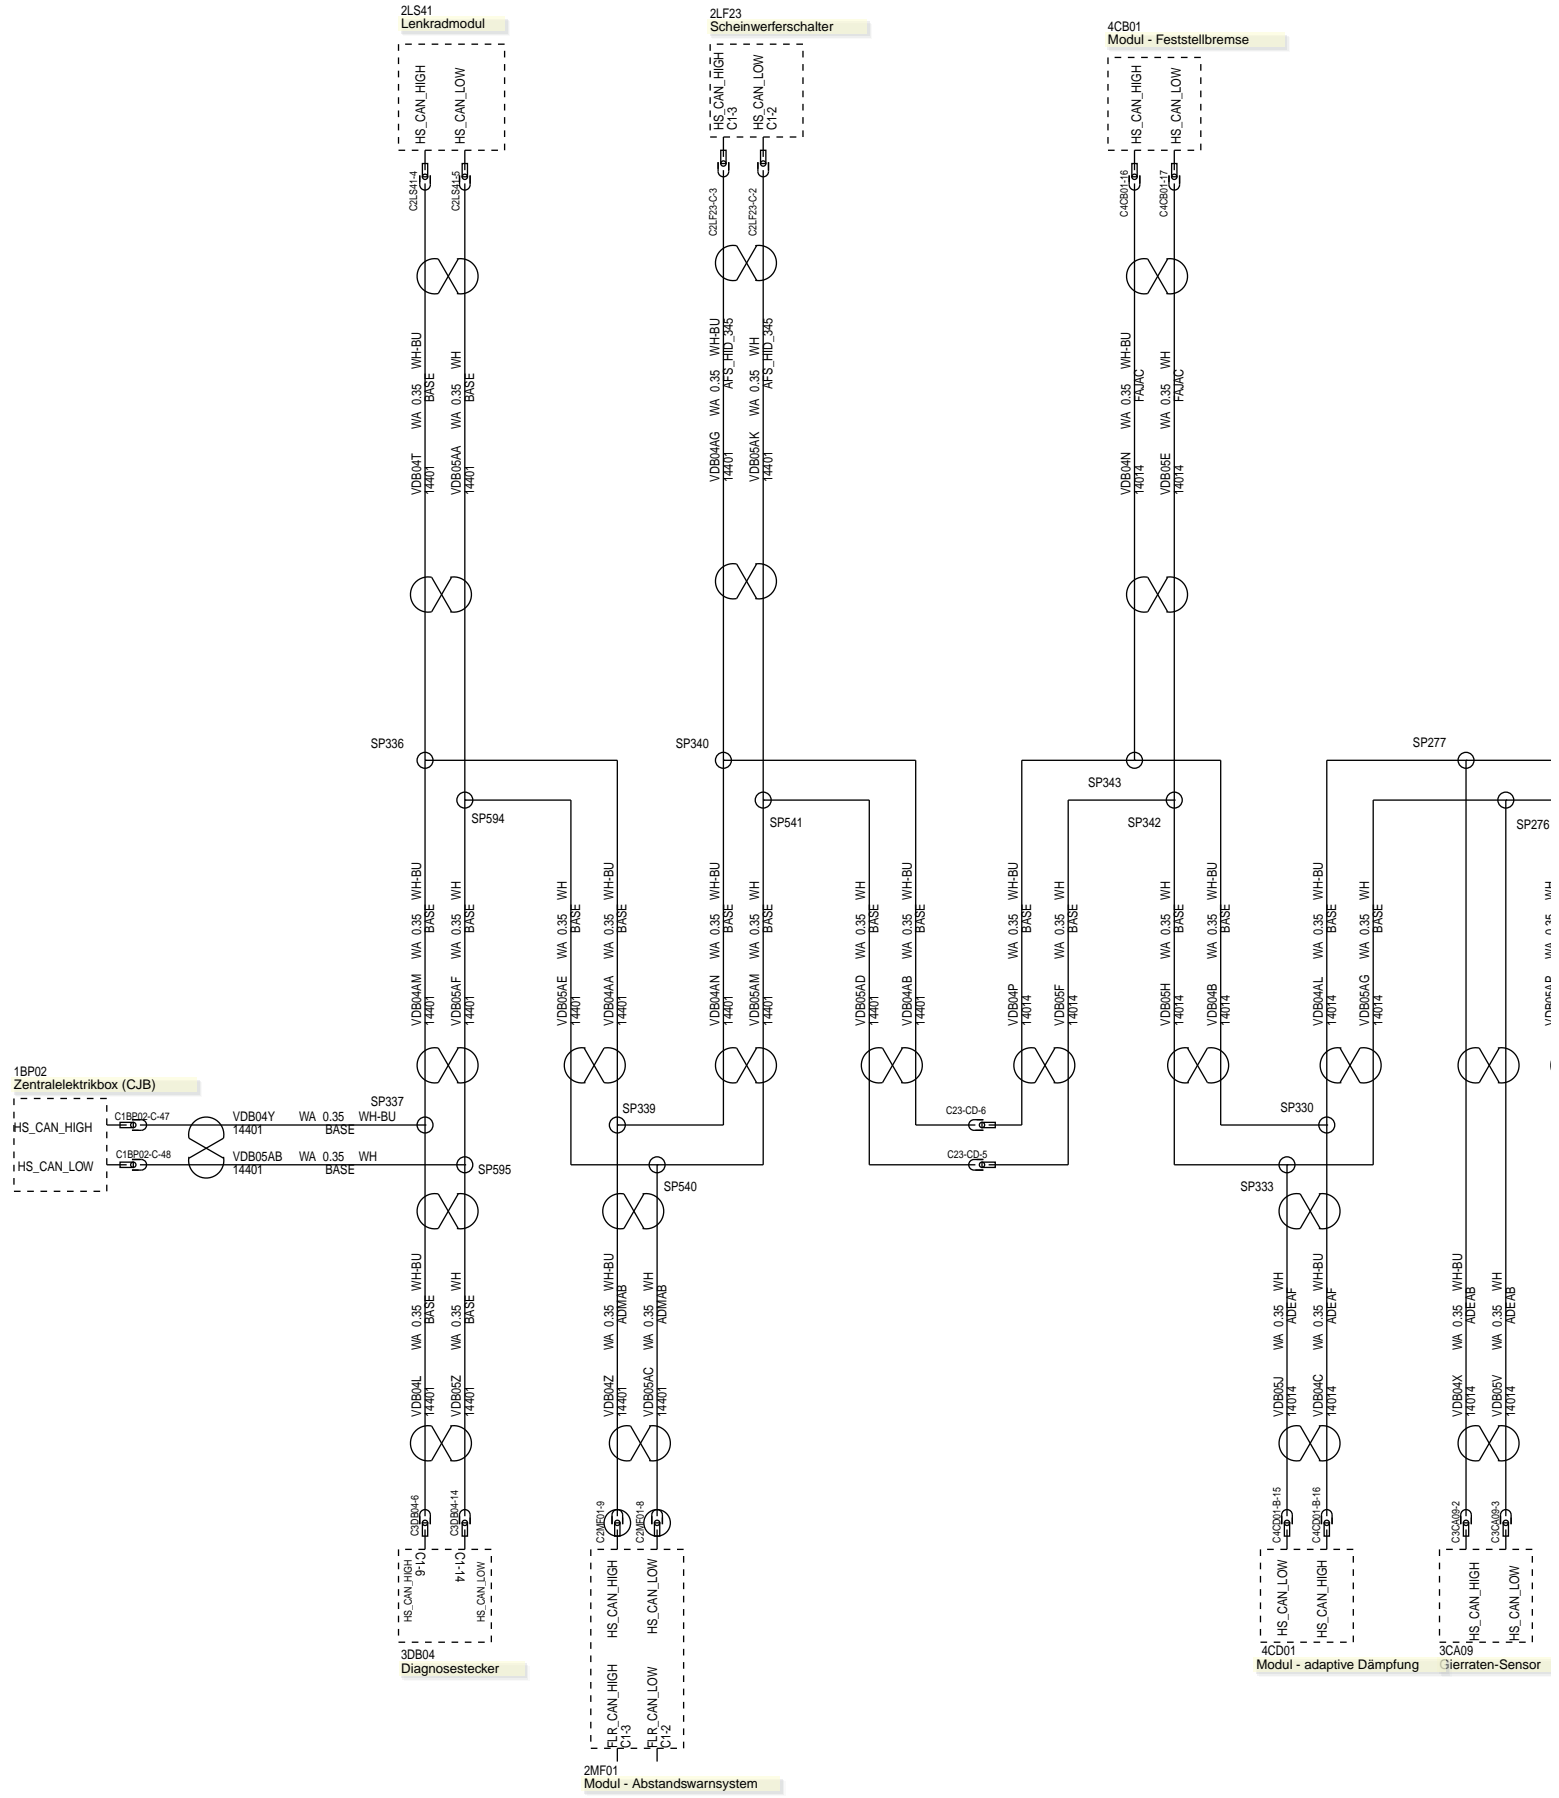 2LS41
Lenkradmodul
2LF23
Scheinwerferschalter
4CB01
Modul - Feststellbremse
HS_CAN_HIGH
HS_CAN_LOW
HS_CAN_HIGH
C1-3
HS_CAN_LOW
C1-2
HS_CAN_HIGH
HS_CAN_LOW
C2LS41-4
C2LS41-5
C2LF23-C-3
C2LF23-C-2
C4CB01-16
C4CB01-17
VDB04T WA 0.35 WH-BU
14401 BASE
VDB05AA WA 0.35 WH
14401 BASE
VDB04AG WA 0.35 WH-BU
14401 AFS_HID_345
VDB05AK WA 0.35 WH
14401 AFS_HID_345
VDB04N WA 0.35 WH-BU
14014 FAJAC
VDB05E WA 0.35 WH
14014 FAJAC
SP336
SP340
SP277
SP343
SP594
SP541
SP342
SP276
VDB04AM WA 0.35 WH-BU
14401 BASE
VDB05AF WA 0.35 WH
14401 BASE
VDB05AE WA 0.35 WH
14401 BASE
VDB04AA WA 0.35 WH-BU
14401 BASE
VDB04AN WA 0.35 WH-BU
14401 BASE
VDB05AM WA 0.35 WH
14401 BASE
VDB05AD WA 0.35 WH
14401 BASE
VDB04AB WA 0.35 WH-BU
14401 BASE
VDB04P WA 0.35 WH-BU
14014 BASE
VDB05F WA 0.35 WH
14014 BASE
VDB05H WA 0.35 WH
14014 BASE
VDB04B WA 0.35 WH-BU
14014 BASE
VDB04AL WA 0.35 WH-BU
14014 BASE
VDB05AG WA 0.35 WH
14014 BASE
WA 0.35 WH
1BP02
Zentralelektrikbox (CJB)
HS_CAN_HIGH
HS_CAN_LOW
C1BP02-C-47
C1BP02-C-48
VDB04Y WA 0.35 WH-BU
14401 BASE
VDB05AB WA 0.35 WH
14401 BASE
SP337
SP595
SP339
SP540
C23-CD-6
C23-CD-5
SP330
SP333
VDB04L WA 0.35 WH-BU
14401 BASE
VDB05Z WA 0.35 WH
14401 BASE
VDB04Z WA 0.35 WH-BU
14401 ADMAB
VDB05AC WA 0.35 WH
14401 ADMAB
VDB05J WA 0.35 WH
14014 ADEAF
VDB04C WA 0.35 WH-BU
14014 ADEAF
VDB04X WA 0.35 WH-BU
14014 ADEAB
VDB05V WA 0.35 WH
14014 ADEAB
C3DB04-6
C3DB04-14
C2MF01-9
C2MF01-8
C4CD01-B-15
C4CD01-B-16
C3CA09-2
C3CA09-3
HS_CAN_HIGH
C1-6
C1-14
HS_CAN_LOW
HS_CAN_HIGH
HS_CAN_LOW
HS_CAN_LOW
HS_CAN_HIGH
HS_CAN_HIGH
HS_CAN_LOW
3DB04
Diagnosestecker
FLR_CAN_HIGH
C1-3
FLR_CAN_LOW
C1-2
4CD01
Modul - adaptive Dämpfung
3CA09
Gierraten-Sensor
2MF01
Modul - Abstandswarnsystem